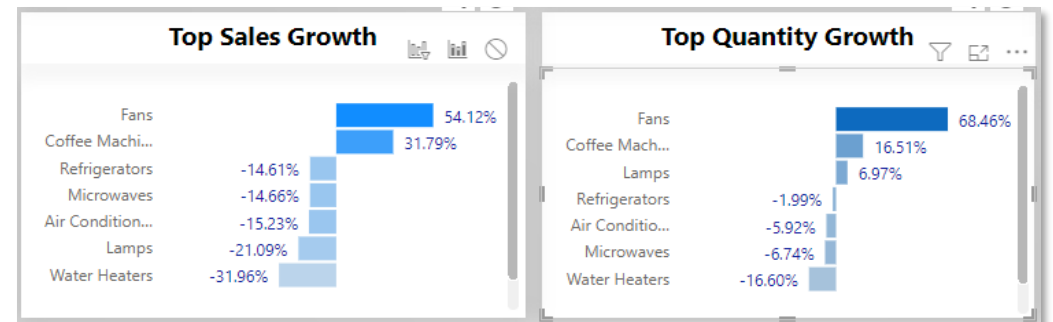 Top Sales Growth
Fans 54.12%
Coffee Machi... 31.79%
Refrigerators -14.61%
Microwaves -14.66%
Air Condition... -15.23%
Lamps -21.09%
Water Heaters -31.96%
Top Quantity Growth
Fans 68.46%
Coffee Mach... 16.51%
Lamps 6.97%
Refrigerators -1.99%
Air Conditio... -5.92%
Microwaves -6.74%
Water Heaters -16.60%